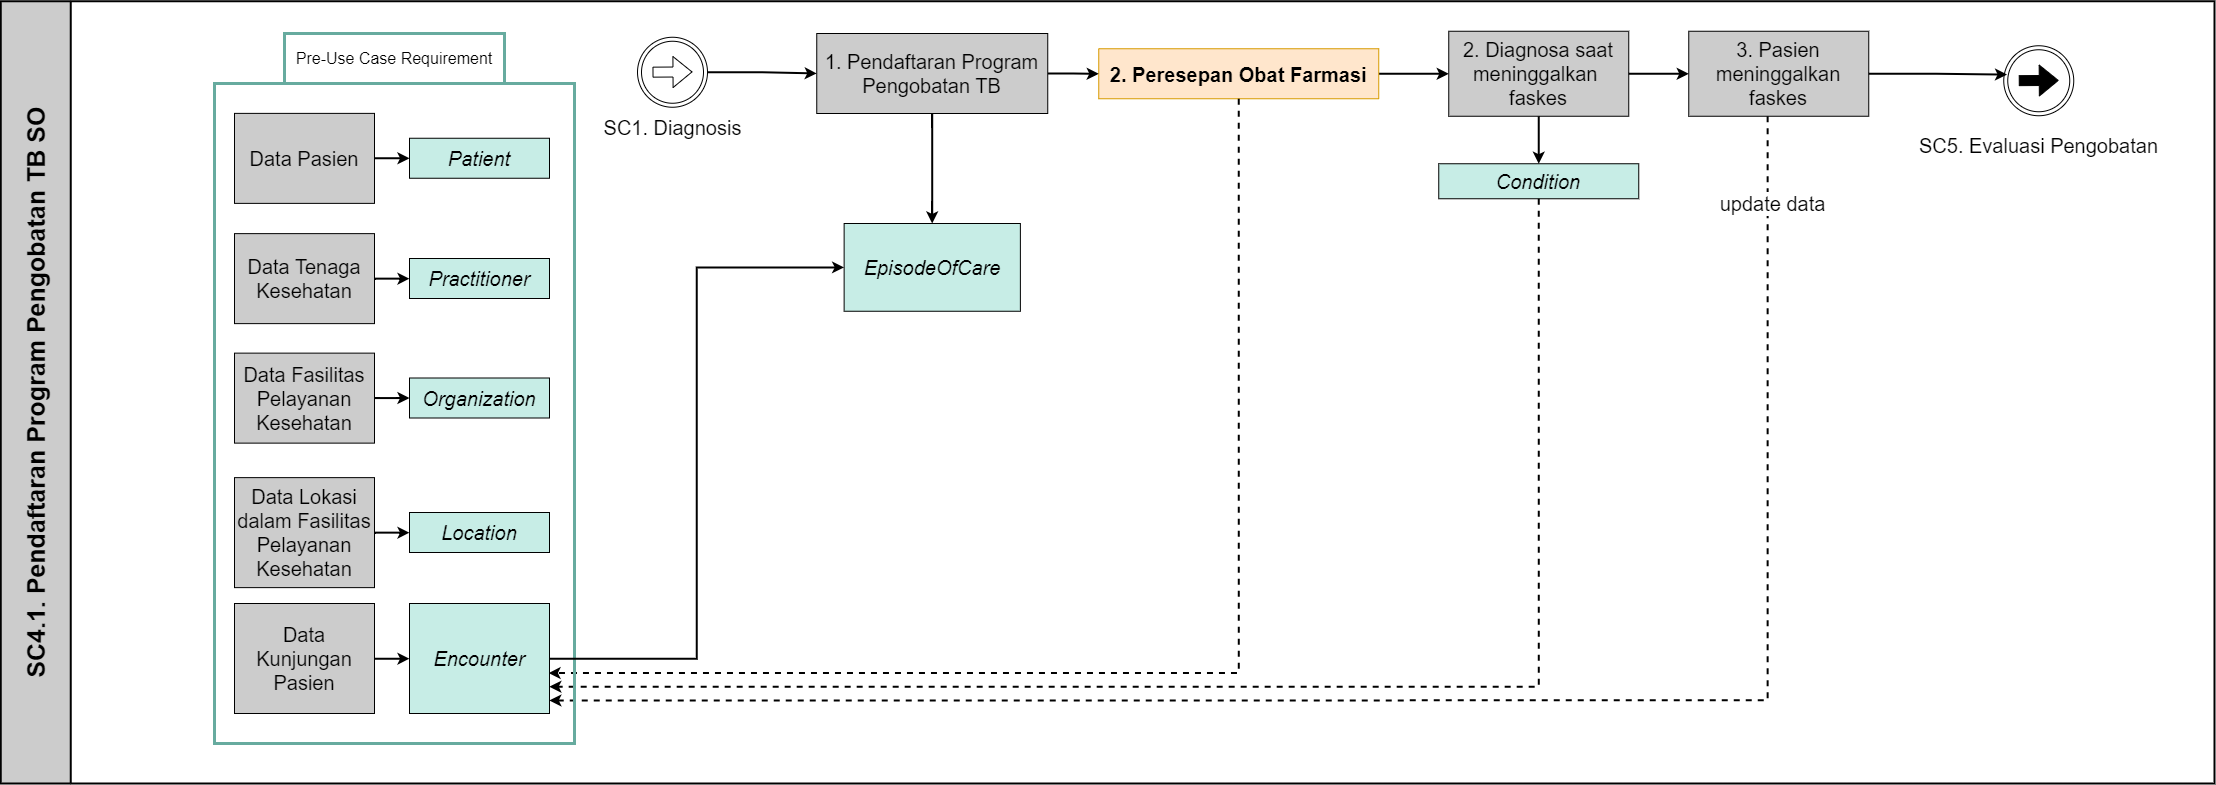 SC4.1. Pendaftaran Program Pengobatan TB SO
Pre-Use Case Requirement
Data Pasien
Patient
Data Tenaga
Kesehatan
Practitioner
Data Fasilitas
Pelayanan
Kesehatan
Organization
Data Lokasi
dalam Fasilitas
Pelayanan
Kesehatan
Location
Data
Kunjungan
Pasien
Encounter
SC1. Diagnosis
1. Pendaftaran Program
Pengobatan TB
EpisodeOfCare
2. Peresepan Obat Farmasi
2. Diagnosa saat
meninggalkan
faskes
Condition
3. Pasien
meninggalkan
faskes
update data
SC5. Evaluasi Pengobatan